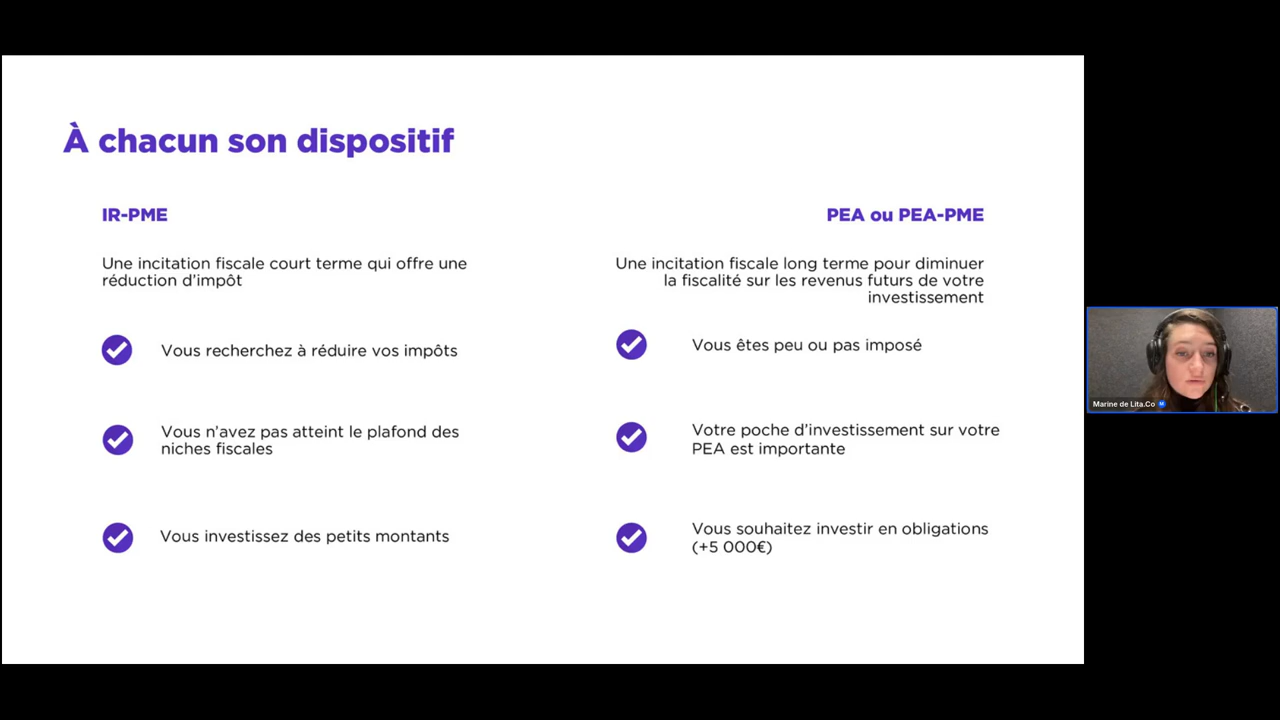 À chacun son dispositif
IR-PME
Une incitation fiscale court terme qui offre une
réduction d'impôt
Vous recherchez à réduire vos impôts
Vous n'avez pas atteint le plafond des
niches fiscales
Vous investissez des petits montants
PEA ou PEA-PME
Une incitation fiscale long terme pour diminuer
la fiscalité sur les revenus futurs de votre
investissement
Vous êtes peu ou pas imposé
Votre poche d'investissement sur votre
PEA est importante
Vous souhaitez investir en obligations
(+5 000€)
Marine de Lita.Co